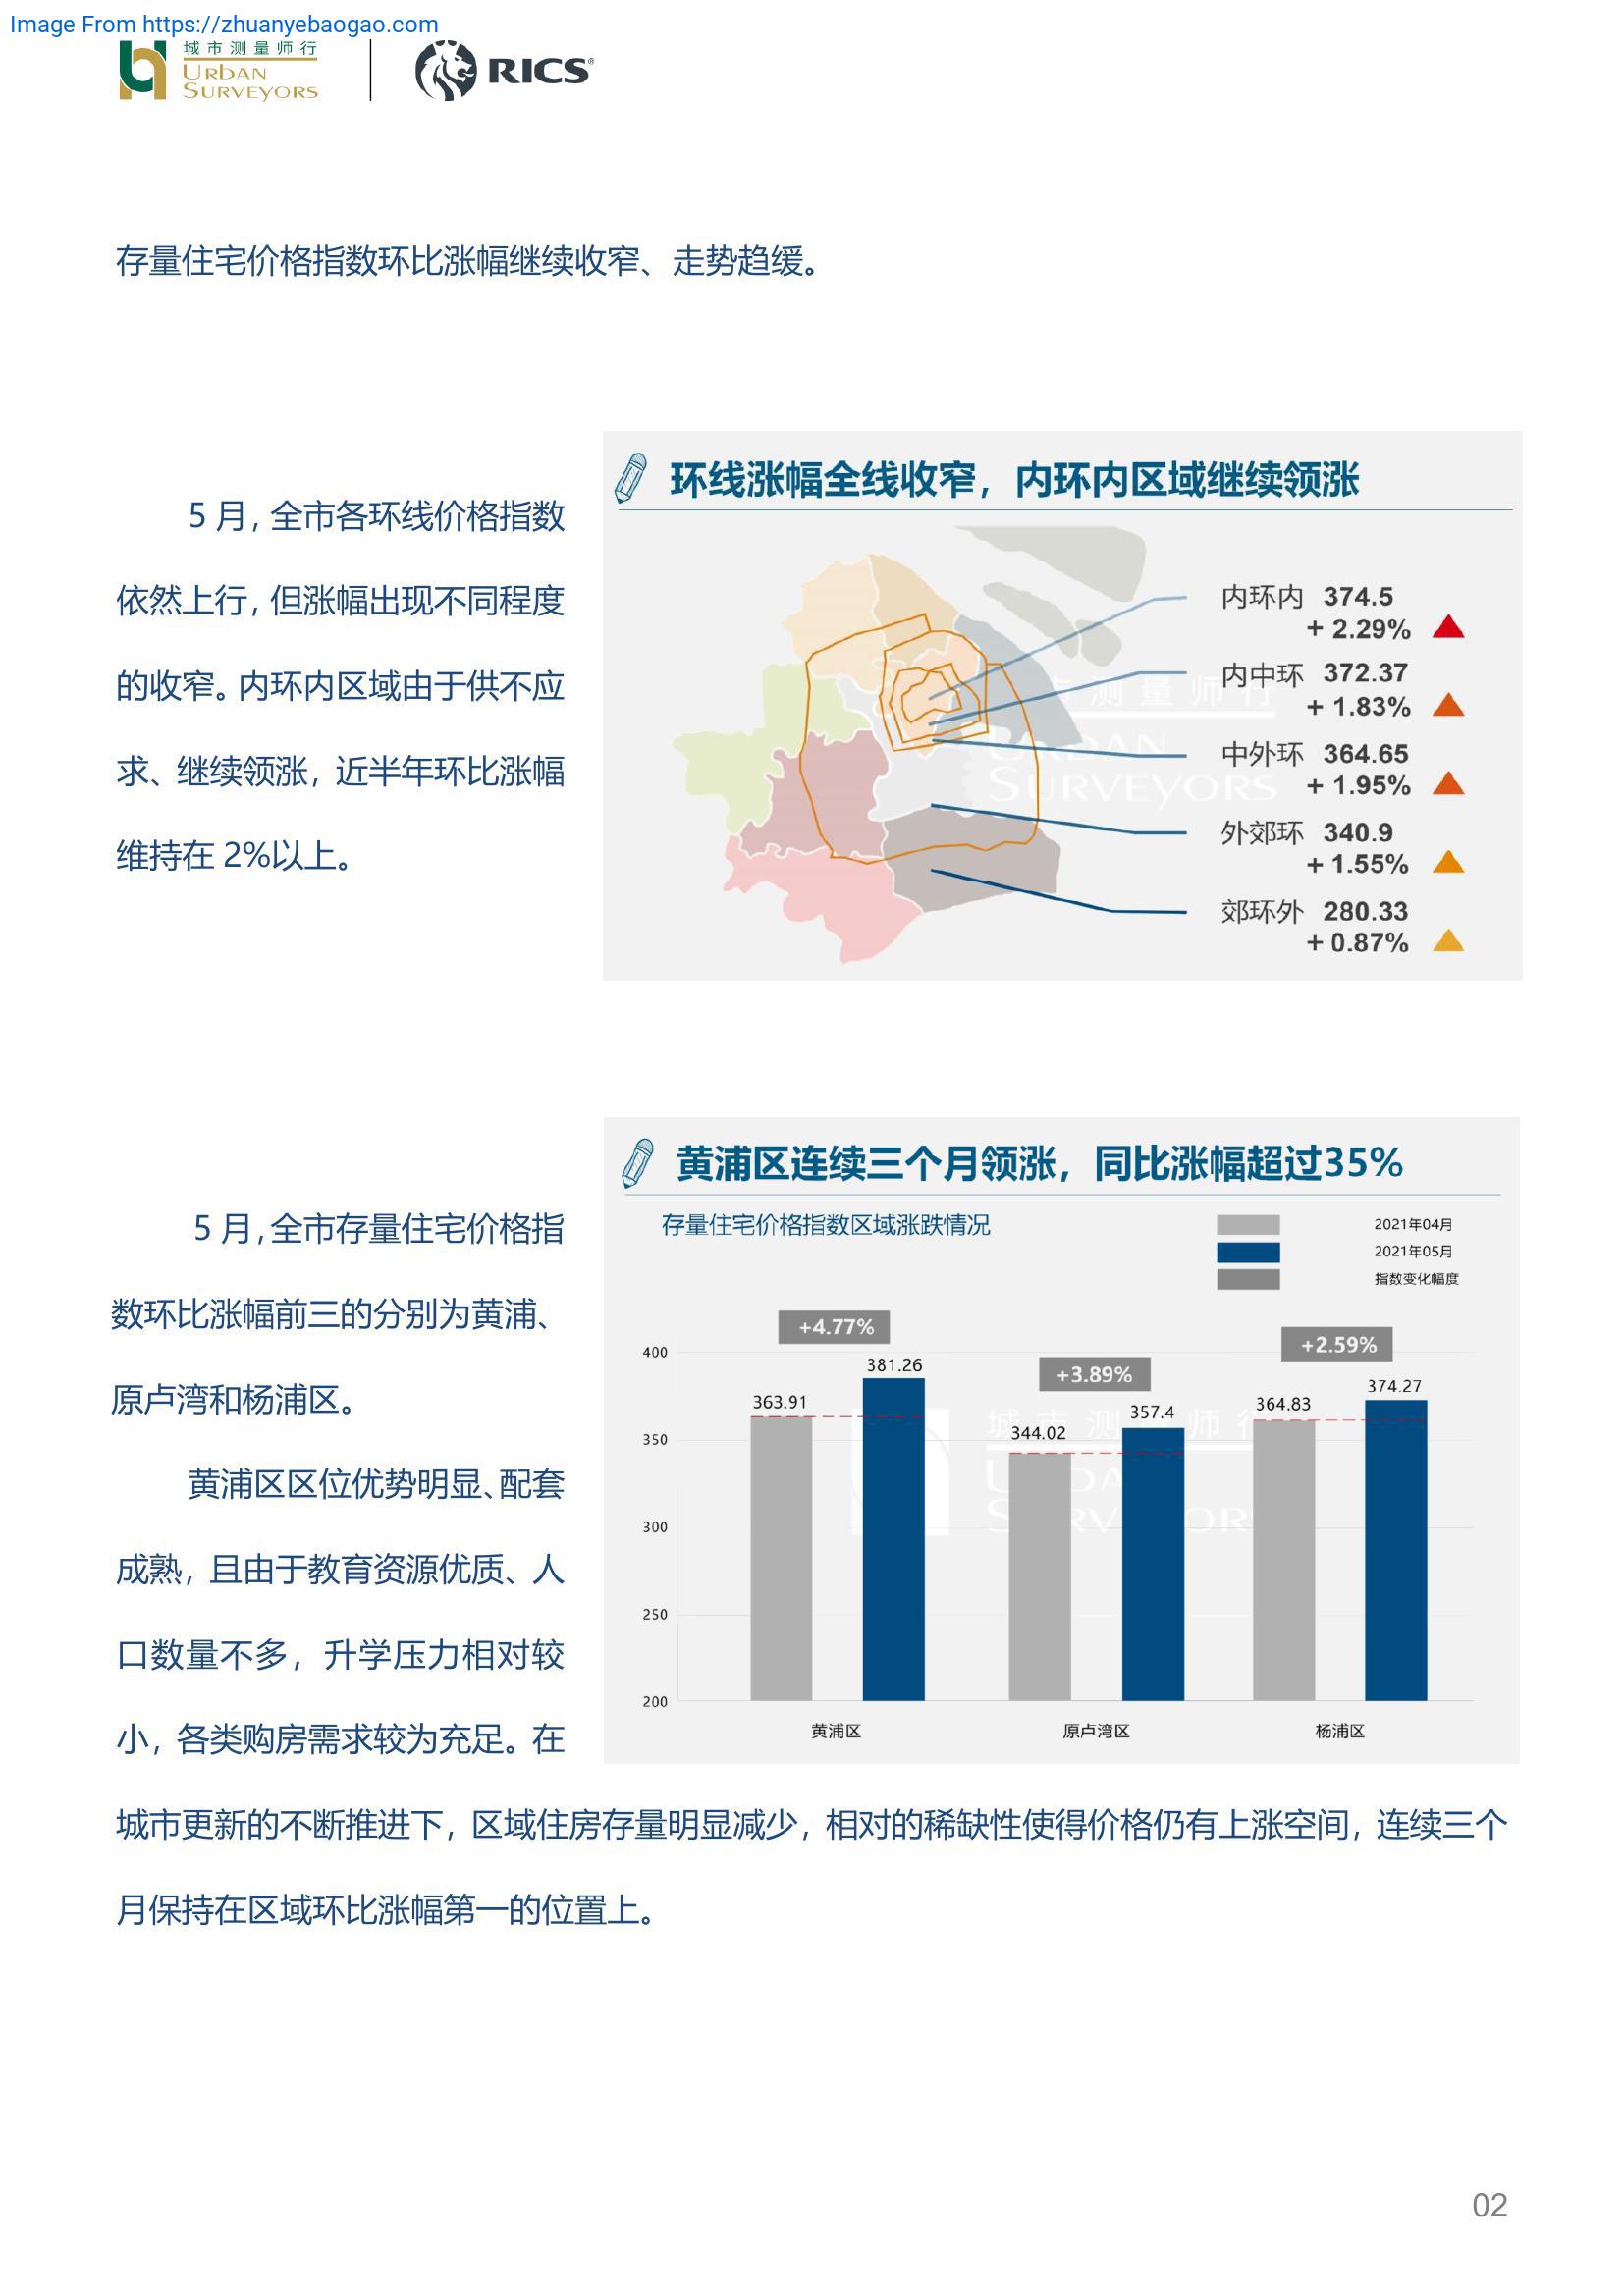 Image From https://zhuanyebaogao.com
城市测量师行
URBAN
SURVEYORS
RICS®
存量住宅价格指数环比涨幅继续收窄、走势趋缓。
环线涨幅全线收窄，内环内区域继续领涨
5 月，全市各环线价格指数
依然上行，但涨幅出现不同程度
的收窄。内环内区域由于供不应
求、继续领涨，近半年环比涨幅
维持在 2%以上。
内环内 374.5
+ 2.29%
内中环 372.37
+ 1.83%
中外环 364.65
+ 1.95%
外郊环 340.9
+ 1.55%
郊环外 280.33
+ 0.87%
市测量师行
URBAN
SURVEYORS
黄浦区连续三个月领涨，同比涨幅超过35%
存量住宅价格指数区域涨跌情况
2021年04月
2021年05月
指数变化幅度
+4.77%
+3.89%
+2.59%
400
350
300
250
200
363.91
381.26
344.02
357.4
364.83
374.27
黄浦区
原卢湾区
杨浦区
5 月，全市存量住宅价格指
数环比涨幅前三的分别为黄浦、
原卢湾和杨浦区。
黄浦区区位优势明显、配套
成熟，且由于教育资源优质、人
口数量不多，升学压力相对较
小，各类购房需求较为充足。在
城市更新的不断推进下，区域住房存量明显减少，相对的稀缺性使得价格仍有上涨空间，连续三个
月保持在区域环比涨幅第一的位置上。
02